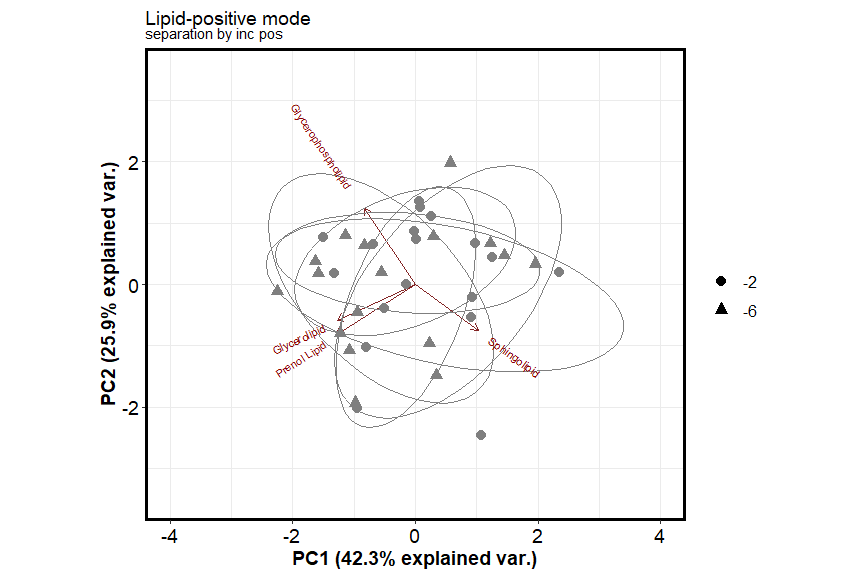 Lipid-positive mode
separation by inc pos
Glycerophospholipid
Glycerolipid
Prenol Lipid
Sphingolipid
PC2 (25.9% explained var.)
2
0
-2
-4
-2
0
2
4
PC1 (42.3% explained var.)
-2
-6